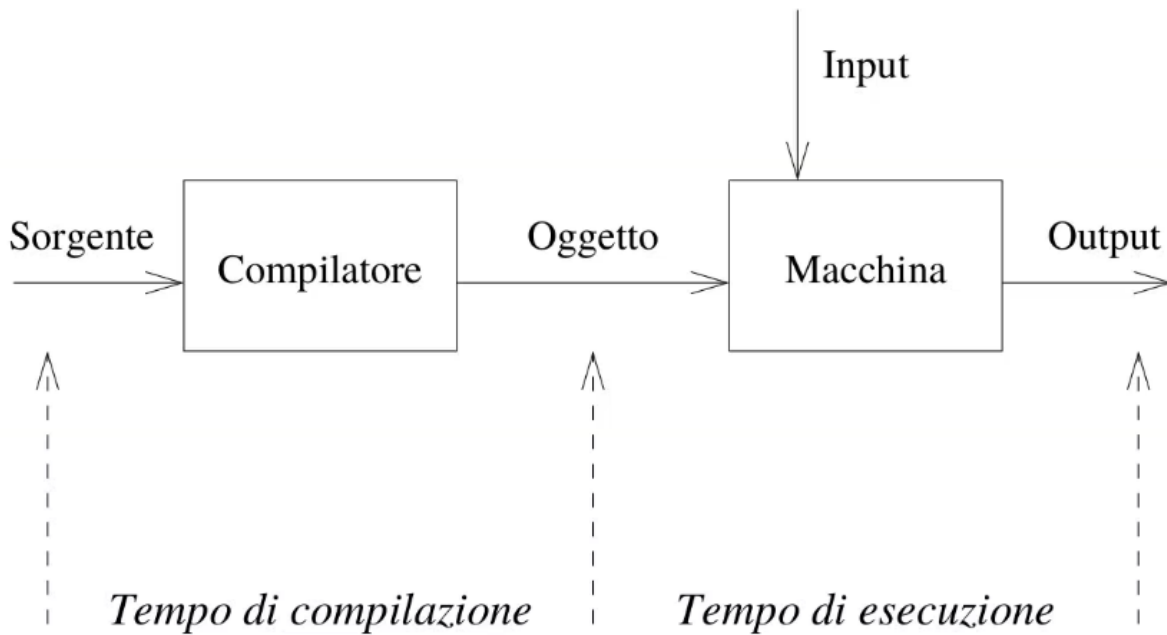 Input
Sorgente
Compilatore
Oggetto
Macchina
Output
Tempo di compilazione
Tempo di esecuzione